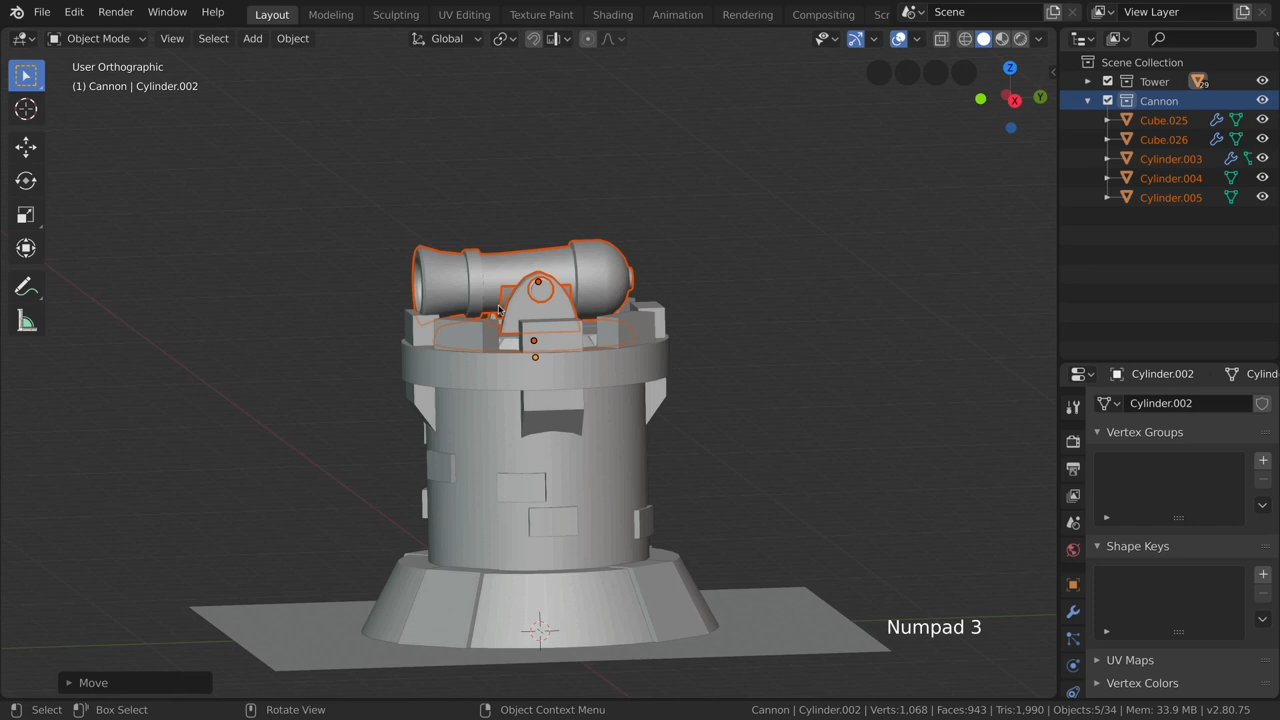 File Edit Render Window Help Layout Modeling Sculpting UV Editing Texture Paint Shading Animation Rendering Compositing Scr Scene View Layer
Object Mode View Select Add Object Global
User Orthographic
(1) Cannon | Cylinder.002
Z
Y
X
Scene Collection
Tower 29
Cannon
Cube.025
Cube.026
Cylinder.003
Cylinder.004
Cylinder.005
Cylinder.002 Cylind
Cylinder.002
Vertex Groups
Shape Keys
UV Maps
Vertex Colors
Numpad 3
Move
Select Box Select Rotate View Object Context Menu Cannon | Cylinder.002 | Verts:1,068 | Faces:943 | Tris:1,990 | Objects:5/34 | Mem: 33.9 MB | v2.80.75